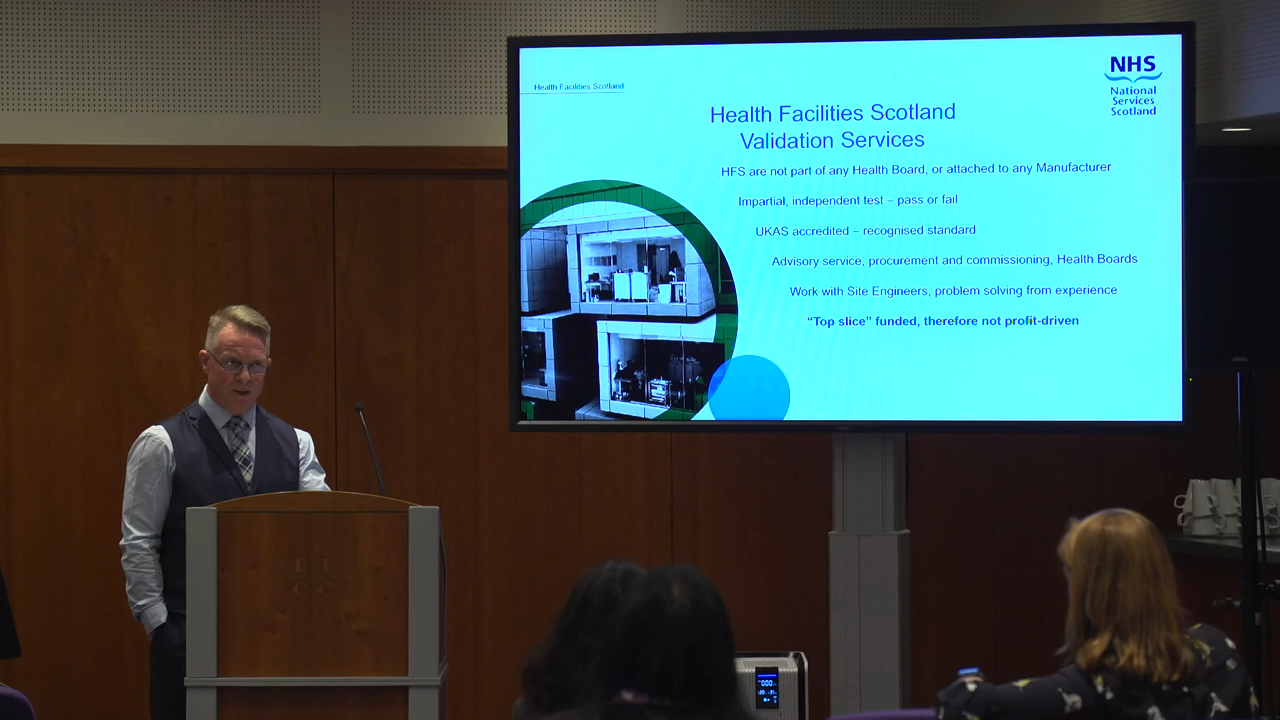 Health Facilities Scotland
NHS
National
Services
Scotland
Health Facilities Scotland
Validation Services
HFS are not part of any Health Board, or attached to any Manufacturer
Impartial, independent test – pass or fail
UKAS accredited – recognised standard
Advisory service, procurement and commissioning, Health Boards
Work with Site Engineers, problem solving from experience
“Top slice” funded, therefore not profit-driven
E I
C C